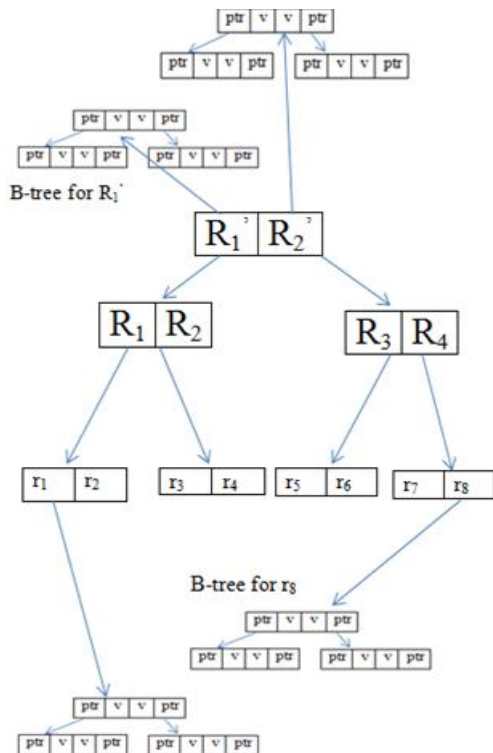 ptr v v ptr
ptr v v ptr ptr v v ptr
ptr v v ptr
ptr v v ptr ptr v v ptr
B-tree for R₁'
R₁' R₂'
R₁ R₂
R₃ R₄
r₁ r₂ r₃ r₄ r₅ r₆ r₇ r₈
B-tree for r₈
ptr v v ptr
ptr v v ptr ptr v v ptr
ptr v v ptr
ptr v v ptr ptr v v ptr